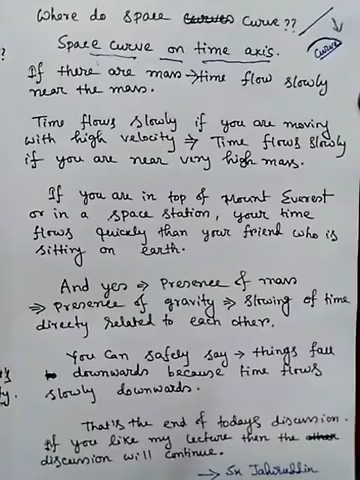 Where do space curve??
curve
Space curve on time axis.
If there are mass → time flow slowly
near the mass.
Time flows slowly if you are moving
with high velocity ⇒ Time flows slowly
if you are near very high mass.
If you are in top of Mount Everest
or in a space station, your time
flows quickly than your friend who is
sitting on earth.
And yes ⇒ Presence of mass
⇒ Presence of gravity ⇒ Slowing of time
directy related to each other.
You can safely say → things fall
downwards because time flows
slowly downwards.
That's the end of todays discussion.
If you like my lecture then the
discussion will continue.
→ Sk Jahiruddin